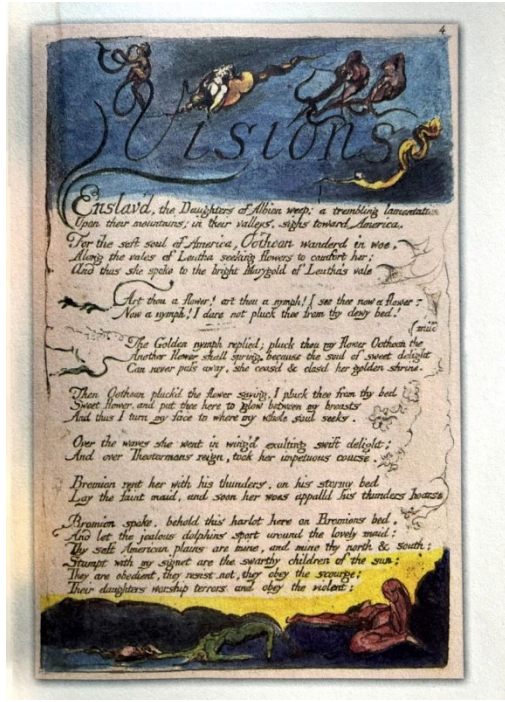 4
Visions
Enslav'd, the Daughters of Albion weep; a trembling lamentation
Upon their mountains; in their valleys. sighs toward America.
For the soft soul of America, Oothoon wanderd in woe,
Along the vales of Leutha seeking flowers to comfort her;
And thus she spoke to the bright Marygold of Leutha's vale
Art thou a flower! art thou a nymph! I see thee now a flower;
Now a nymph! I dare not pluck thee from thy dewy bed!
The Golden nymph replied; pluck thou my flower Oothoon the mild
Another flower shall spring, because the soul of sweet delight
Can never pass away. she ceas'd & clos'd her golden shrine.
Then Oothoon pluck'd the flower saying, I pluck thee from thy bed
Sweet flower. and put thee here to glow between my breasts
And thus I turn my face to where my whole soul seeks.
Over the waves she went in wing'd exulting swift delight;
And over Theotormons reign, took her impetuous course.
Bromion rent her with his thunders. on his stormy bed
Lay the faint maid, and soon her woes appalld his thunders hoarse
Bromion spoke. behold this harlot here on Bromions bed,
And let the jealous dolphins sport around the lovely maid;
Thy soft American plains are mine, and mine thy north & south:
Stampt with my signet are the swarthy children of the sun;
They are obedient, they resist not, they obey the scourge;
Their daughters worship terrors and obey the violent;